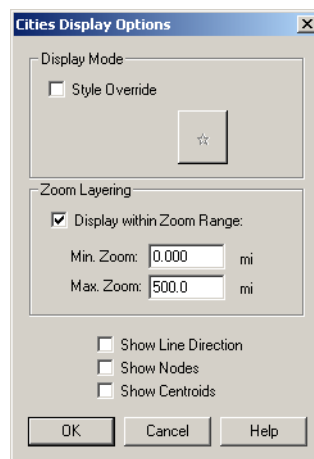 Cities Display Options
Display Mode
Style Override
Zoom Layering
Display within Zoom Range:
Min. Zoom: 0.000 mi
Max. Zoom: 500.0 mi
Show Line Direction
Show Nodes
Show Centroids
OK Cancel Help